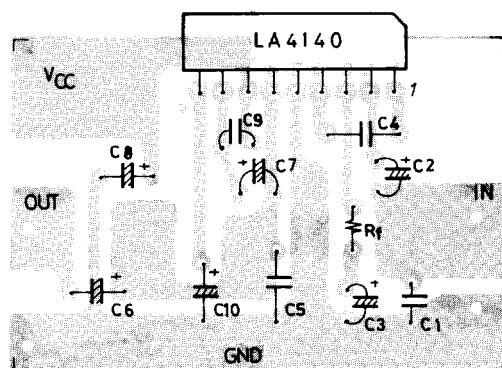 LA4140
VCC
1
C9
C4
C8
+
+
C7
+
C2
OUT
IN
Rf
+
C6
+
C10
C5
+
C3
C1
GND